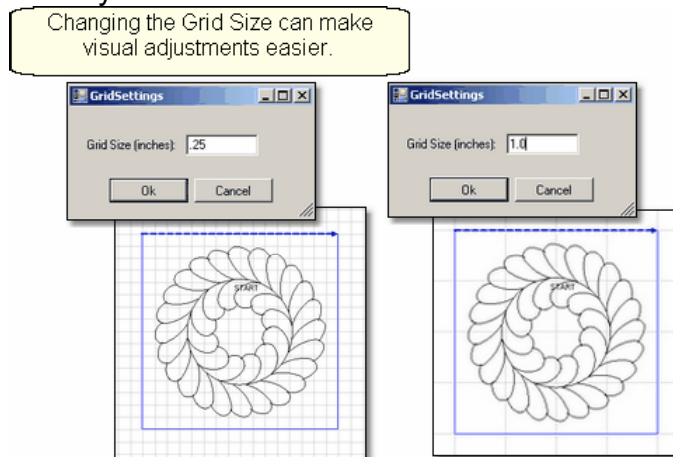 Changing the Grid Size can make
visual adjustments easier.
GridSettings
Grid Size (inches): .25
Ok Cancel
GridSettings
Grid Size (inches): 1.0
Ok Cancel
START
START